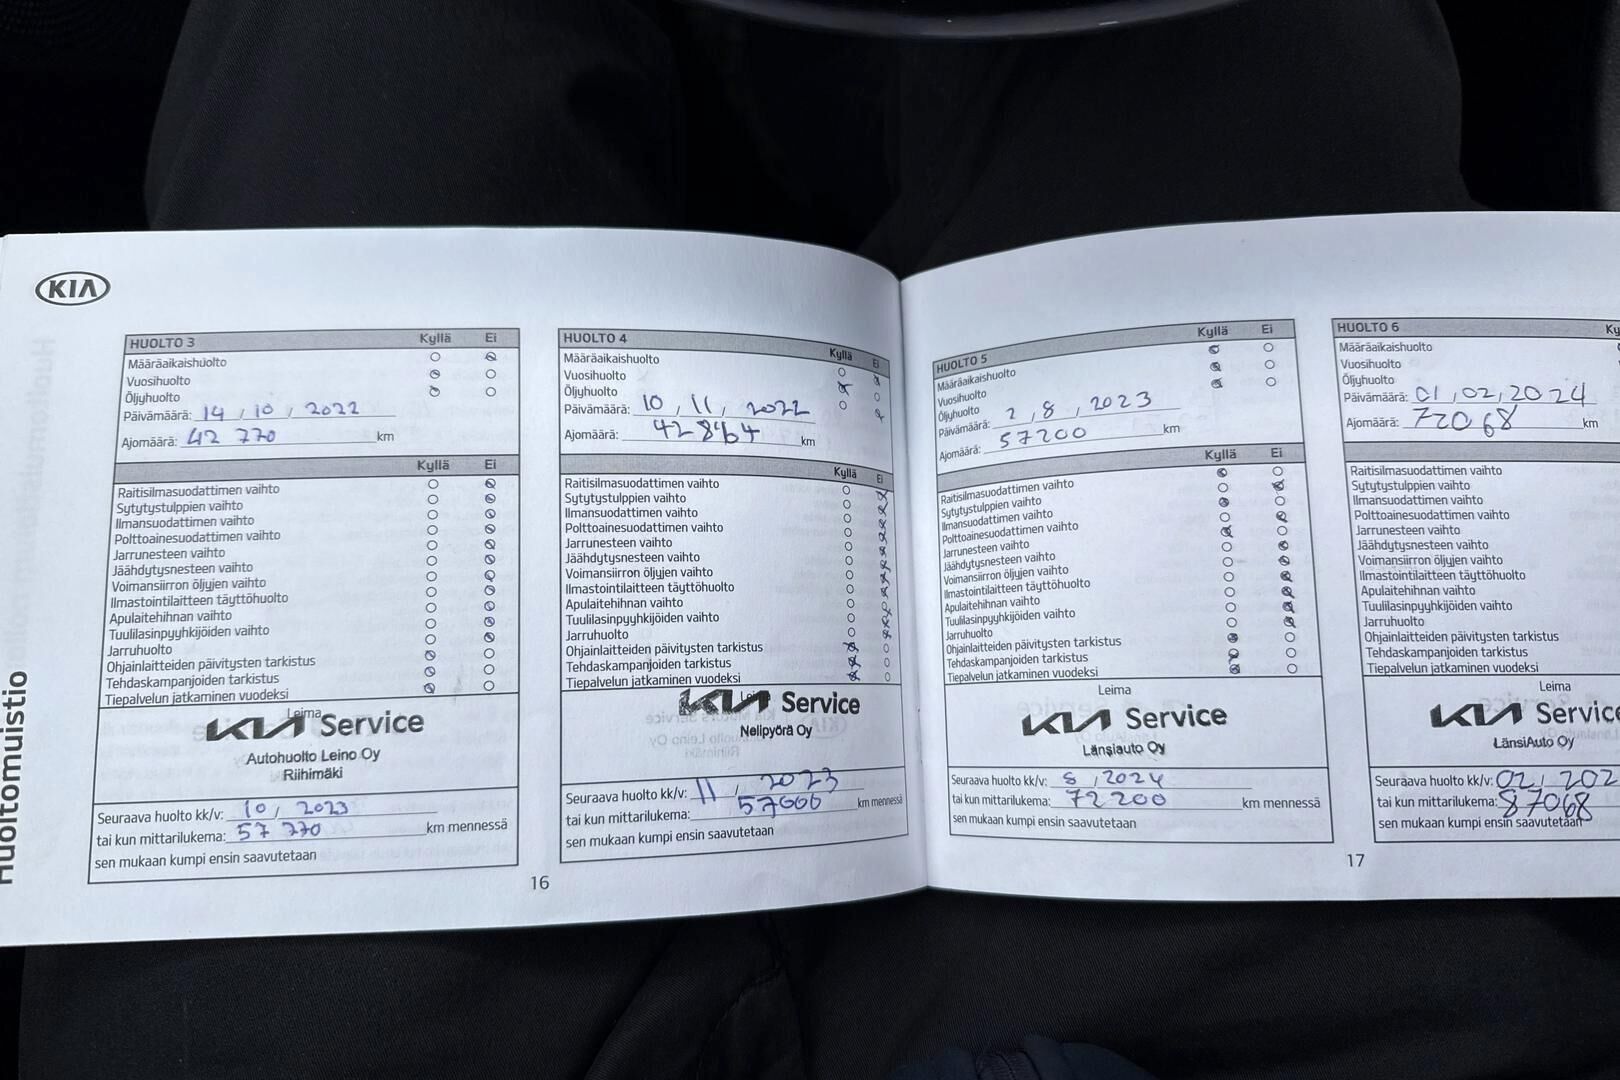 Huoltomuistio
KIA
HUOLTO 3 Kyllä Ei
Määräaikaishuolto
Vuosihuolto
Öljyhuolto
Päivämäärä: 14 / 10 / 2022
Ajomäärä: 42 770 km
Kyllä Ei
Raitisilmasuodattimen vaihto
Sytytystulppien vaihto
Ilmansuodattimen vaihto
Polttoainesuodattimen vaihto
Jarrunesteen vaihto
Jäähdytysnesteen vaihto
Voimansiirron öljyjen vaihto
Ilmastointilaitteen täyttöhuolto
Apulaitehihnan vaihto
Tuulilasinpyyhkijöiden vaihto
Jarruhuolto
Ohjainlaitteiden päivitysten tarkistus
Tehdaskampanjoiden tarkistus
Tiepalvelun jatkaminen vuodeksi
Leima
KIA Service
Autohuolto Leino Oy
Riihimäki
Seuraava huolto kk/v: 10 / 2023
tai kun mittarilukema: 57 770 km mennessä
sen mukaan kumpi ensin saavutetaan
HUOLTO 4 Kyllä Ei
Määräaikaishuolto
Vuosihuolto
Öljyhuolto
Päivämäärä: 10 / 11 / 2022
Ajomäärä: km
Kyllä Ei
Raitisilmasuodattimen vaihto
Sytytystulppien vaihto
Ilmansuodattimen vaihto
Polttoainesuodattimen vaihto
Jarrunesteen vaihto
Jäähdytysnesteen vaihto
Voimansiirron öljyjen vaihto
Ilmastointilaitteen täyttöhuolto
Apulaitehihnan vaihto
Tuulilasinpyyhkijöiden vaihto
Jarruhuolto
Ohjainlaitteiden päivitysten tarkistus
Tehdaskampanjoiden tarkistus
Tiepalvelun jatkaminen vuodeksi
KIA Service
Nelipyörä Oy
Seuraava huolto kk/v: 11 / 2023
tai kun mittarilukema: km mennessä
sen mukaan kumpi ensin saavutetaan
16
HUOLTO 5 Kyllä Ei
Määräaikaishuolto
Vuosihuolto
Öljyhuolto
Päivämäärä: 2 / 8 / 2023
Ajomäärä: 57200 km
Kyllä Ei
Raitisilmasuodattimen vaihto
Sytytystulppien vaihto
Ilmansuodattimen vaihto
Polttoainesuodattimen vaihto
Jarrunesteen vaihto
Jäähdytysnesteen vaihto
Voimansiirron öljyjen vaihto
Ilmastointilaitteen täyttöhuolto
Apulaitehihnan vaihto
Tuulilasinpyyhkijöiden vaihto
Jarruhuolto
Ohjainlaitteiden päivitysten tarkistus
Tehdaskampanjoiden tarkistus
Tiepalvelun jatkaminen vuodeksi
Leima
KIA Service
Länsiauto Oy
Seuraava huolto kk/v: 8 / 2024
tai kun mittarilukema: 72 200 km mennessä
sen mukaan kumpi ensin saavutetaan
HUOLTO 6 Ky
Määräaikaishuolto
Vuosihuolto
Öljyhuolto
Päivämäärä: 01 / 02 / 2024
Ajomäärä: 72068 km
Raitisilmasuodattimen vaihto
Sytytystulppien vaihto
Ilmansuodattimen vaihto
Polttoainesuodattimen vaihto
Jarrunesteen vaihto
Jäähdytysnesteen vaihto
Voimansiirron öljyjen vaihto
Ilmastointilaitteen täyttöhuolto
Apulaitehihnan vaihto
Tuulilasinpyyhkijöiden vaihto
Jarruhuolto
Ohjainlaitteiden päivitysten tarkistus
Tehdaskampanjoiden tarkistus
Tiepalvelun jatkaminen vuodeksi
Leima
KIA Service
LänsiAuto Oy
Seuraava huolto kk/v: 02 / 202
tai kun mittarilukema: 87068
sen mukaan kumpi ensin saavutetaan
17